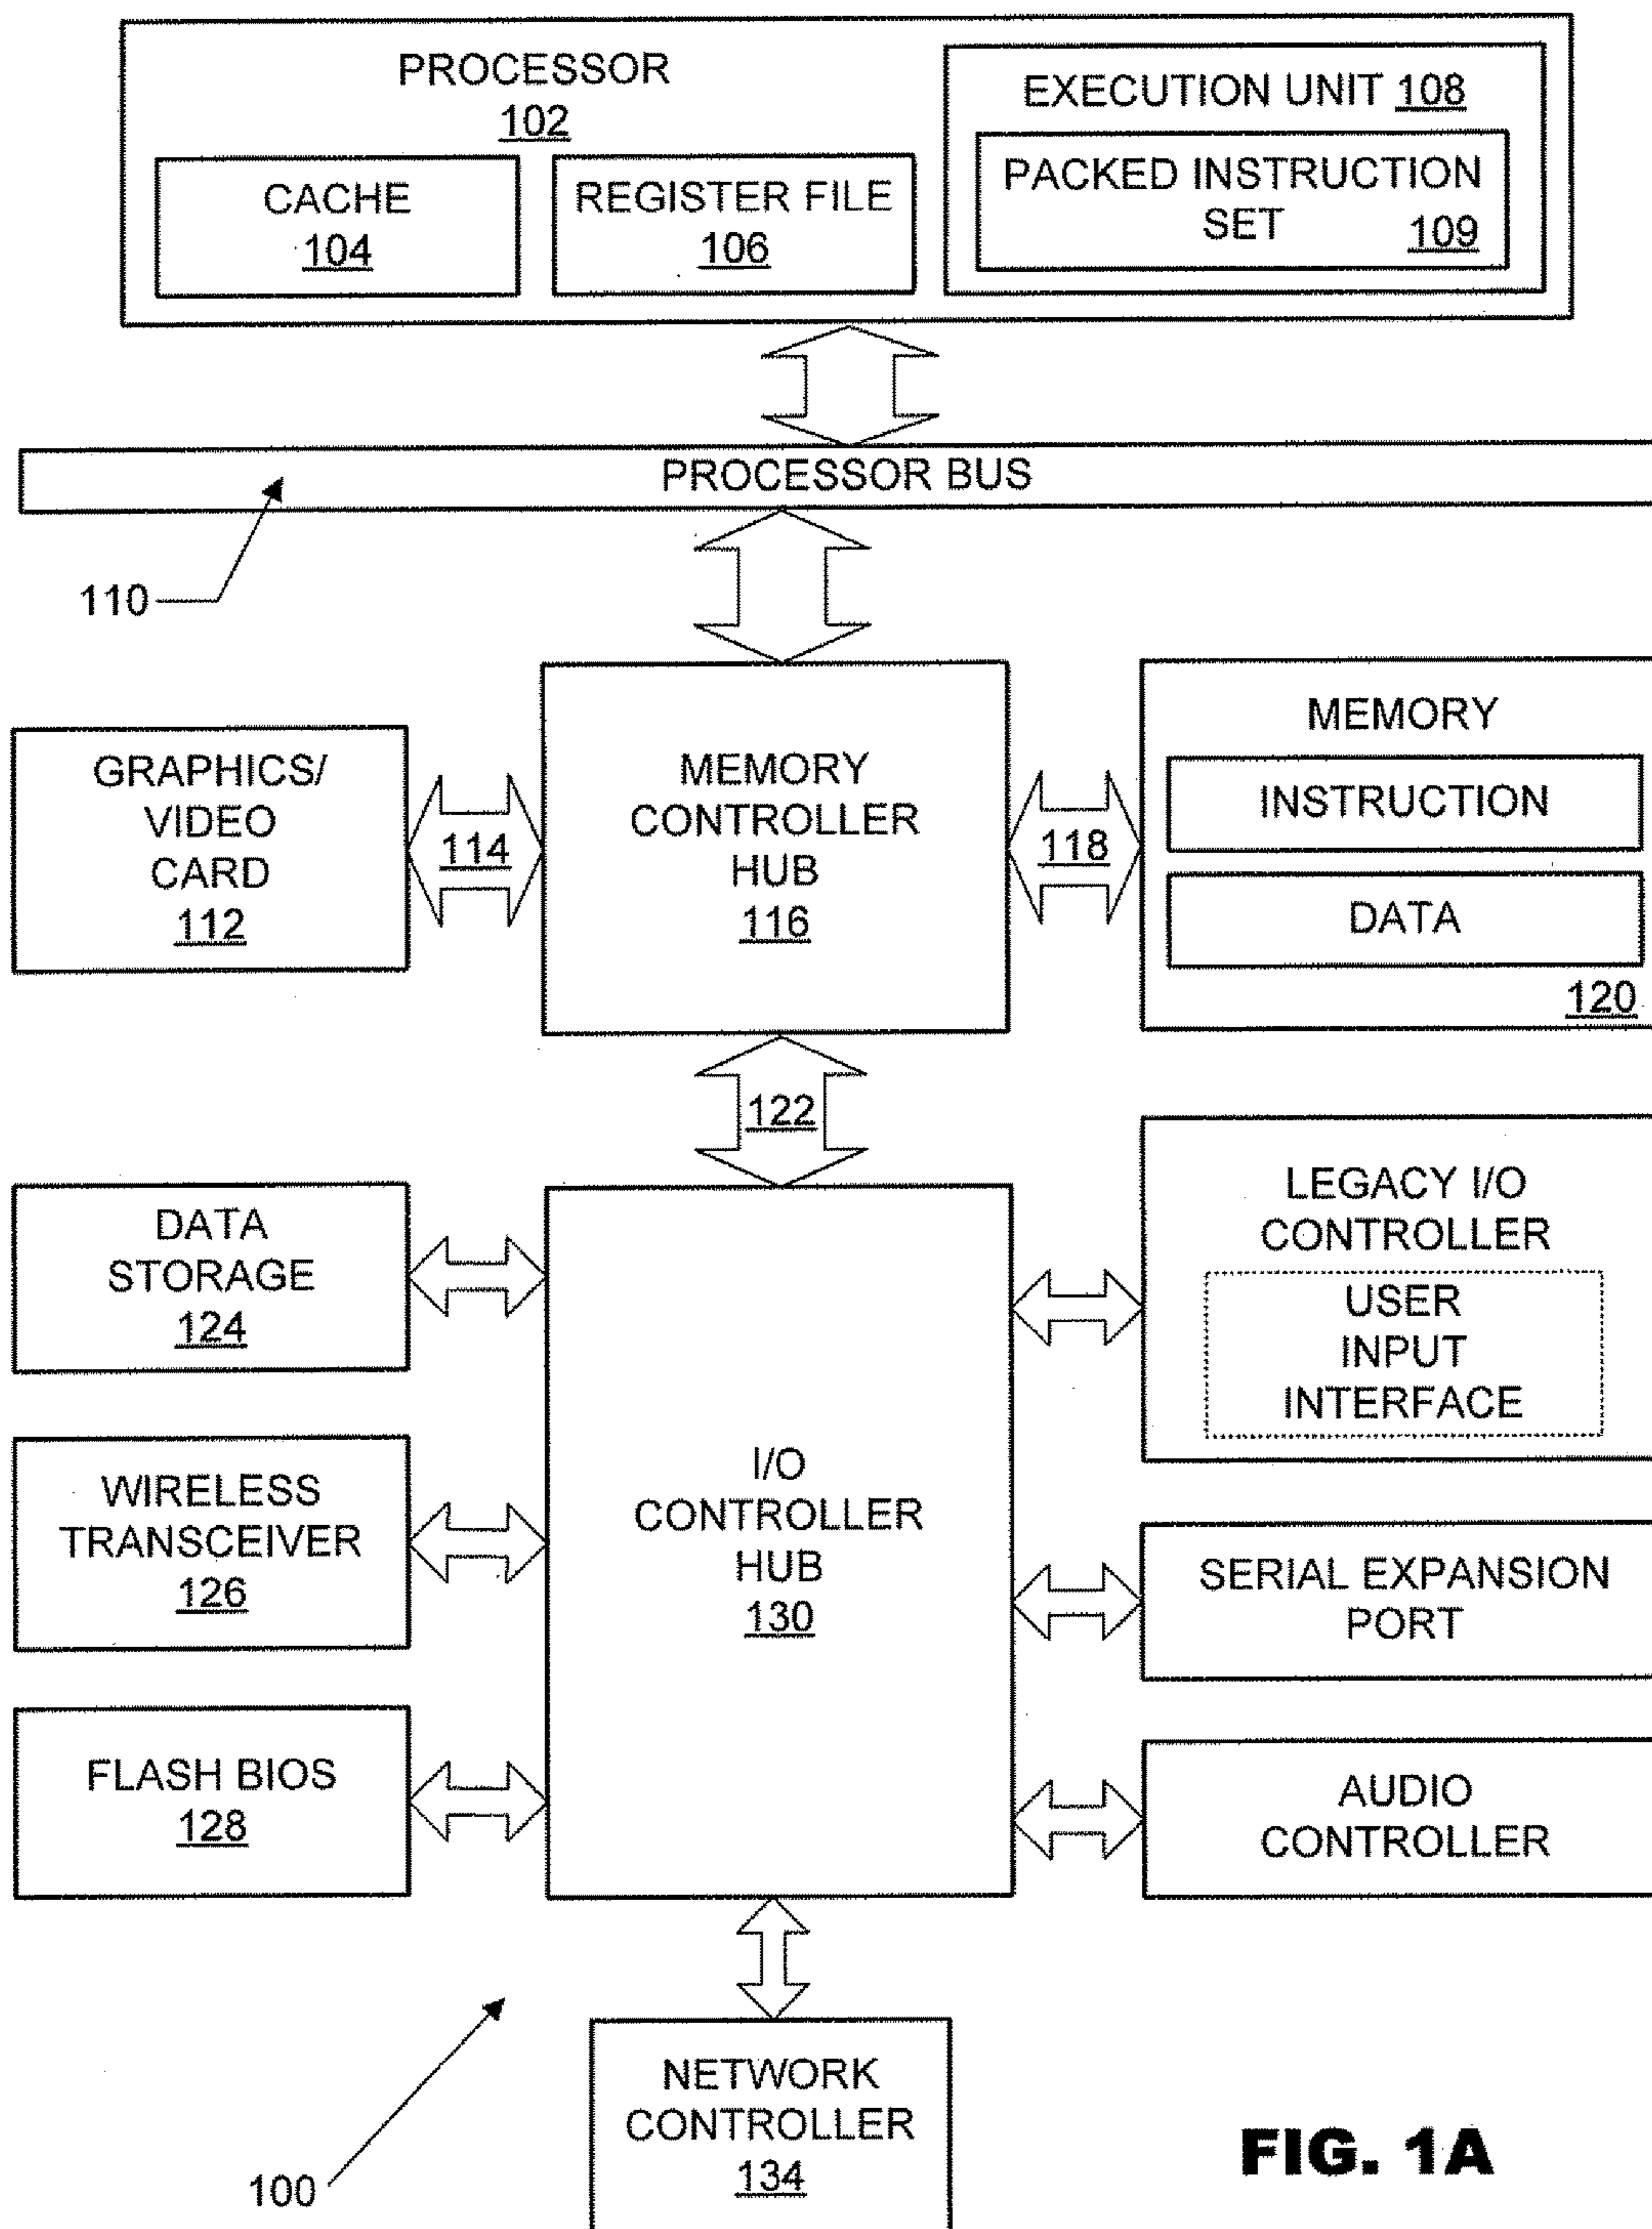 PROCESSOR
102
CACHE
104
REGISTER FILE
106
EXECUTION UNIT 108
PACKED INSTRUCTION
SET
109
PROCESSOR BUS
110
GRAPHICS/
VIDEO
CARD
112
114
MEMORY
CONTROLLER
HUB
116
118
MEMORY
INSTRUCTION
DATA
120
122
DATA
STORAGE
124
WIRELESS
TRANSCEIVER
126
FLASH BIOS
128
I/O
CONTROLLER
HUB
130
LEGACY I/O
CONTROLLER
USER
INPUT
INTERFACE
SERIAL EXPANSION
PORT
AUDIO
CONTROLLER
NETWORK
CONTROLLER
134
100
FIG. 1A